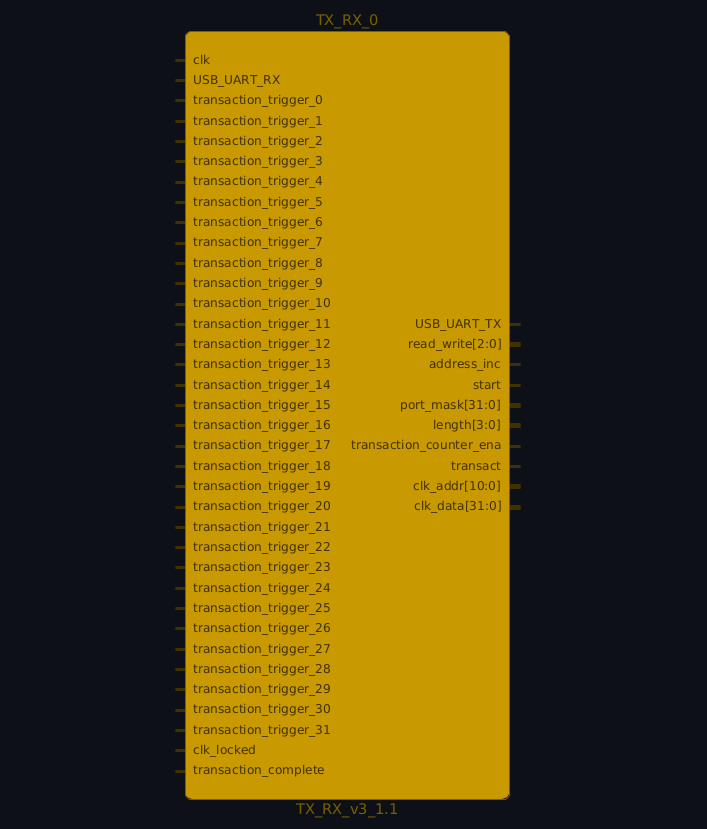 TX_RX_0
clk
USB_UART_RX
transaction_trigger_0
transaction_trigger_1
transaction_trigger_2
transaction_trigger_3
transaction_trigger_4
transaction_trigger_5
transaction_trigger_6
transaction_trigger_7
transaction_trigger_8
transaction_trigger_9
transaction_trigger_10
transaction_trigger_11
transaction_trigger_12
transaction_trigger_13
transaction_trigger_14
transaction_trigger_15
transaction_trigger_16
transaction_trigger_17
transaction_trigger_18
transaction_trigger_19
transaction_trigger_20
transaction_trigger_21
transaction_trigger_22
transaction_trigger_23
transaction_trigger_24
transaction_trigger_25
transaction_trigger_26
transaction_trigger_27
transaction_trigger_28
transaction_trigger_29
transaction_trigger_30
transaction_trigger_31
clk_locked
transaction_complete
USB_UART_TX
read_write[2:0]
address_inc
start
port_mask[31:0]
length[3:0]
transaction_counter_ena
transact
clk_addr[10:0]
clk_data[31:0]
TX_RX_v3_1.1